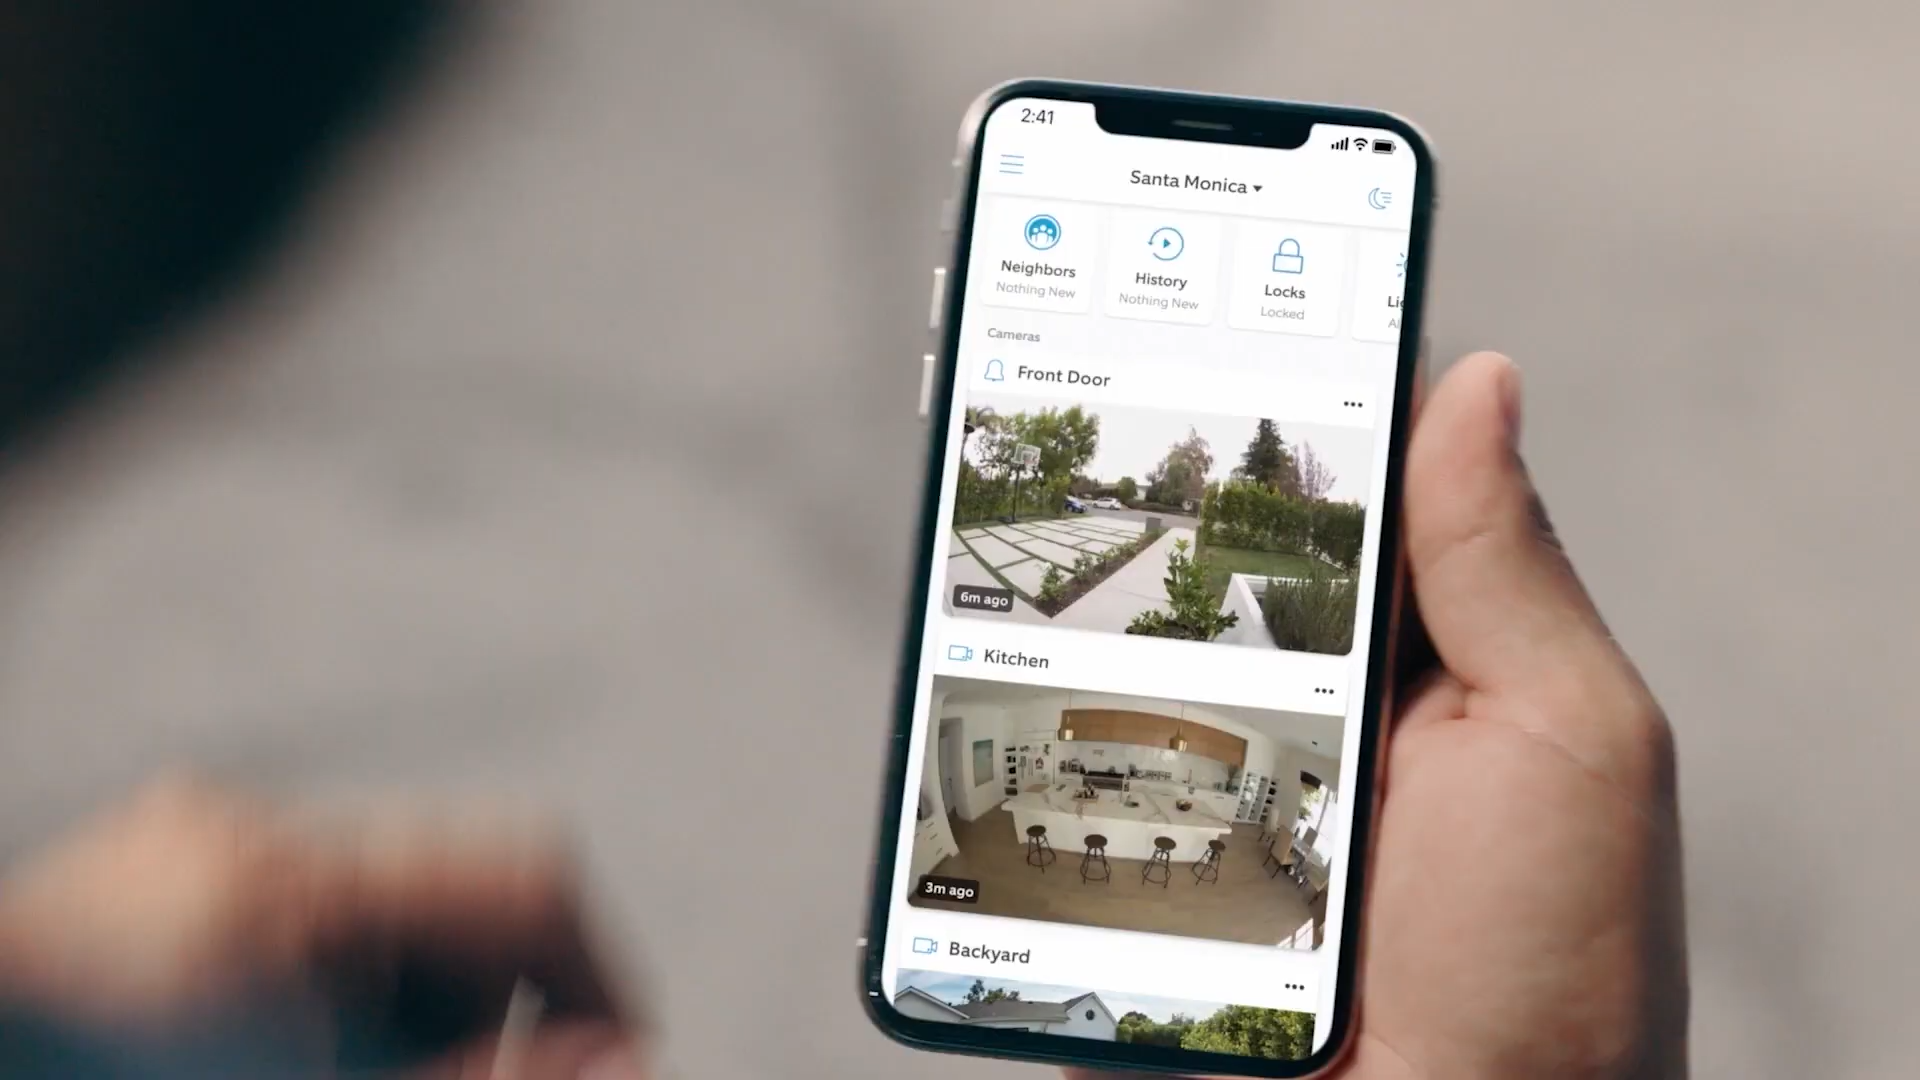 2:41
Santa Monica
Neighbors
Nothing New
History
Nothing New
Locks
Locked
Cameras
Front Door
6m ago
Kitchen
3m ago
Backyard